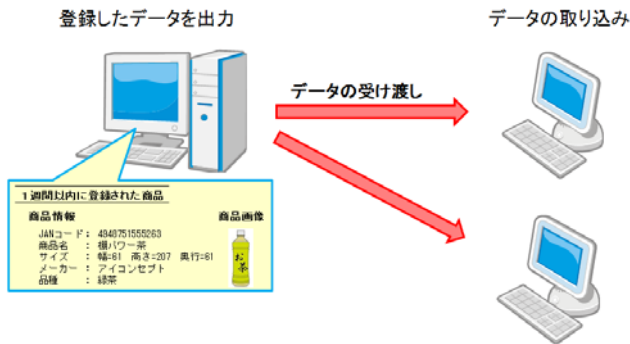 登録したデータを出力
データの取り込み
データの受け渡し
1週間以内に登録された商品
商品情報
商品画像
JANコード： 4948751555263
商品名 ： 棚パワー茶
サイズ ： 幅=61 高さ=207 奥行=61
メーカー ： アイコンセプト
品種 ： 緑茶
お茶